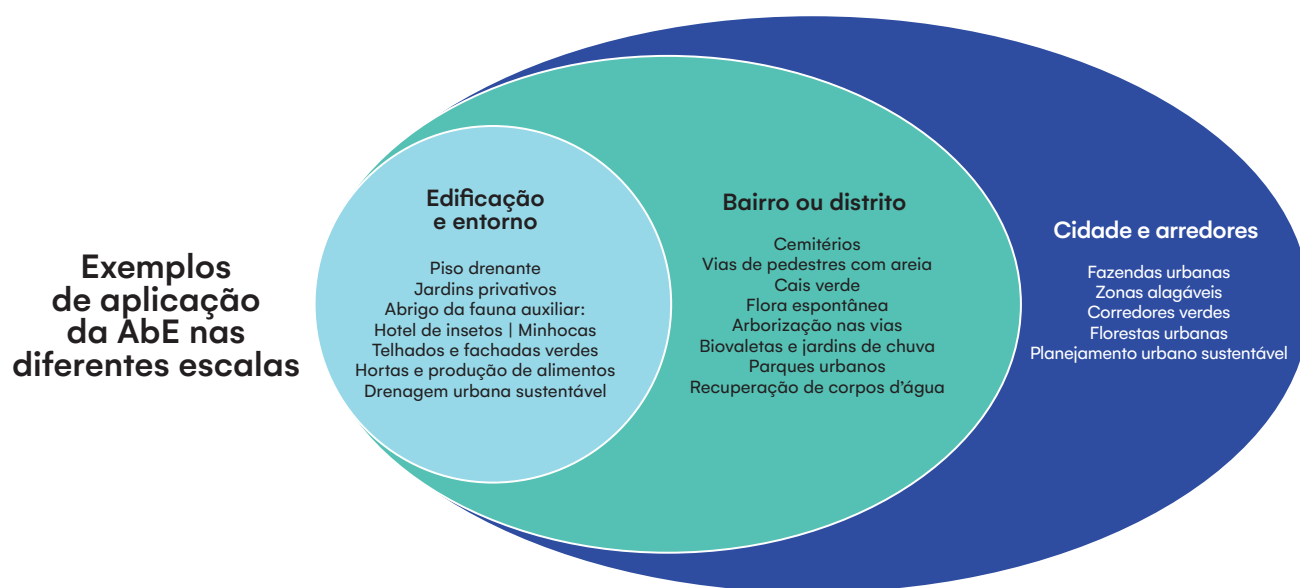 Exemplos
de aplicação
da AbE nas
diferentes escalas
Edificação
e entorno
Piso drenante
Jardins privativos
Abrigo da fauna auxiliar:
Hotel de insetos | Minhocas
Telhados e fachadas verdes
Hortas e produção de alimentos
Drenagem urbana sustentável
Bairro ou distrito
Cemitérios
Vias de pedestres com areia
Cais verde
Flora espontânea
Arborização nas vias
Biovaletas e jardins de chuva
Parques urbanos
Recuperação de corpos d’água
Cidade e arredores
Fazendas urbanas
Zonas alagáveis
Corredores verdes
Florestas urbanas
Planejamento urbano sustentável